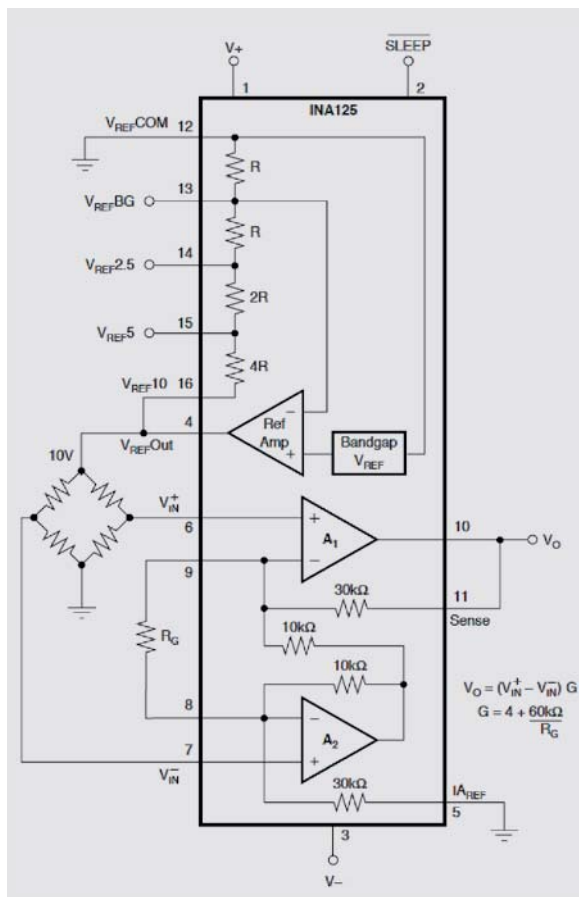 V+
SLEEP
1
2
INA125
VREFCOM
12
R
13
VREFBG
R
14
VREF2.5
2R
15
VREF5
4R
16
VREF10
4
VREFOut
Ref
Amp
−
+
Bandgap
VREF
10V
V+IN
6
+
A1
−
10
VO
9
30kΩ
11
Sense
10kΩ
RG
10kΩ
8
−
A2
+
7
V−IN
30kΩ
IAREF
5
3
V−
VO = (V+IN − V−IN) G
G = 4 + 60kΩ
RG